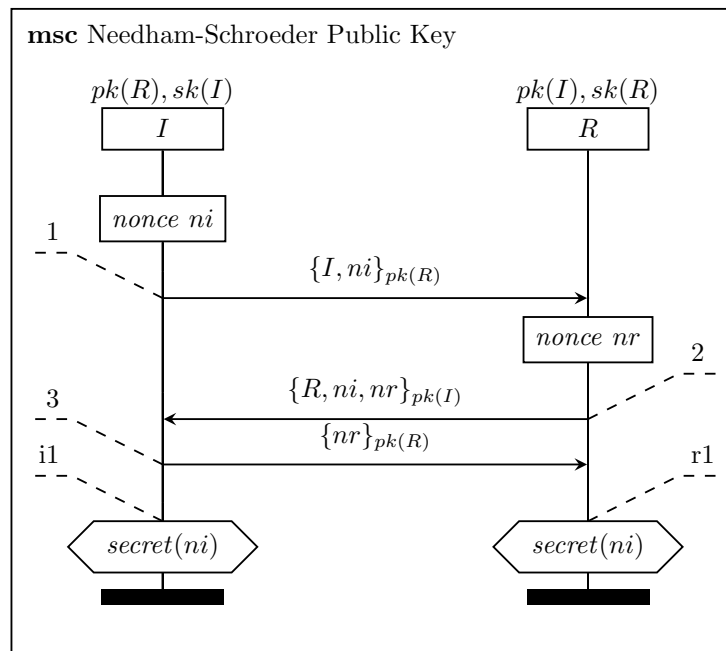 msc Needham-Schroeder Public Key
pk(R), sk(I)
pk(I), sk(R)
I
R
nonce ni
1
{I, ni}pk(R)
nonce nr
2
{R, ni, nr}pk(I)
3
{nr}pk(R)
i1
r1
secret(ni)
secret(ni)